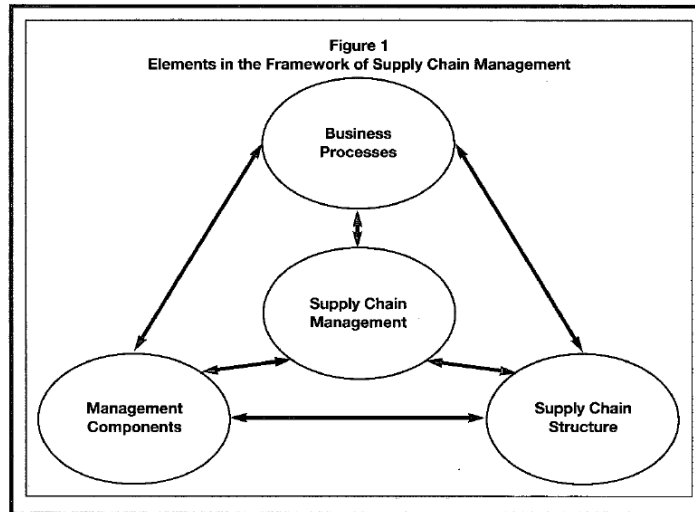 Figure 1
Elements in the Framework of Supply Chain Management
Business
Processes
Supply Chain
Management
Management
Components
Supply Chain
Structure